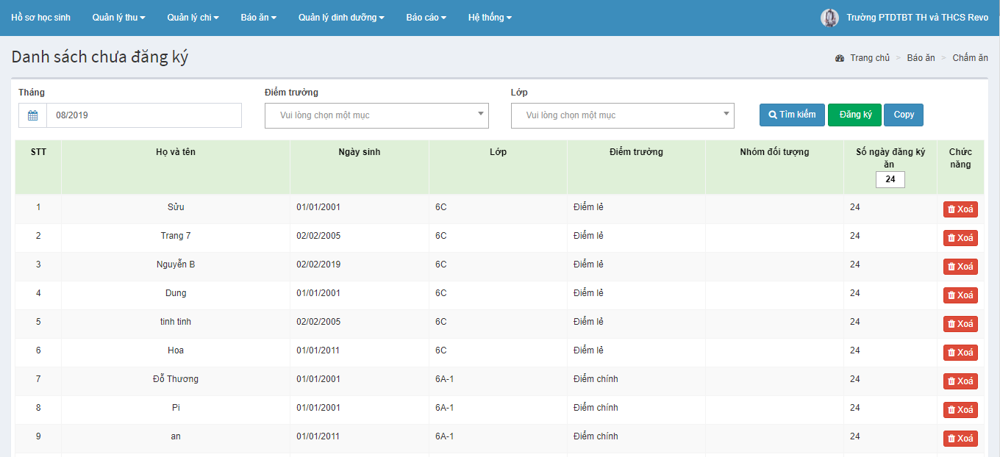 Hồ sơ học sinh Quản lý thu Quản lý chi Báo ăn Quản lý dinh dưỡng Báo cáo Hệ thống Trường PTDTBT TH và THCS Revo
Danh sách chưa đăng ký
Trang chủ > Báo ăn > Chấm ăn
Tháng Điểm trường Lớp
08/2019 Vui lòng chọn một mục Vui lòng chọn một mục Tìm kiếm Đăng ký Copy
STT Họ và tên Ngày sinh Lớp Điểm trường Nhóm đối tượng Số ngày đăng ký Chức
ăn năng
24
1 Sửu 01/01/2001 6C Điểm lẻ 24 Xoá
2 Trang 7 02/02/2005 6C Điểm lẻ 24 Xoá
3 Nguyễn B 02/02/2019 6C Điểm lẻ 24 Xoá
4 Dung 01/01/2001 6C Điểm lẻ 24 Xoá
5 tinh tinh 02/02/2005 6C Điểm lẻ 24 Xoá
6 Hoa 01/01/2011 6C Điểm lẻ 24 Xoá
7 Đỗ Thương 01/01/2001 6A-1 Điểm chính 24 Xoá
8 Pi 01/01/2001 6A-1 Điểm chính 24 Xoá
9 an 01/01/2011 6A-1 Điểm chính 24 Xoá